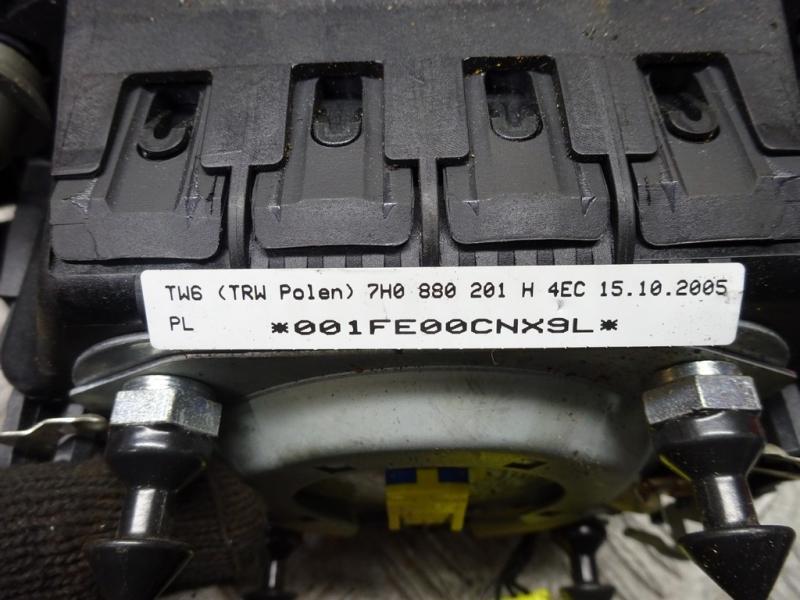 TW6 (TRW Polen) 7H0 880 201 H 4EC 15.10.2005
PL *001FE00CNX9L*